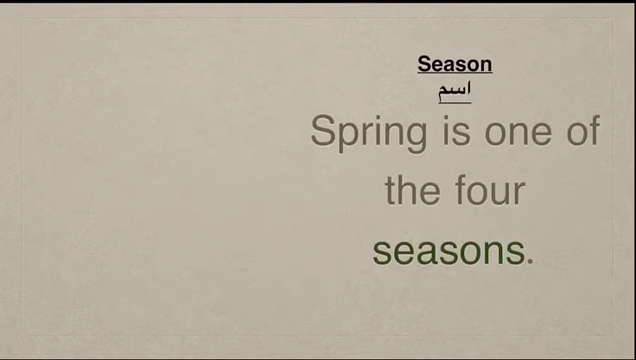 Season
اسم
Spring is one of
the four
seasons.